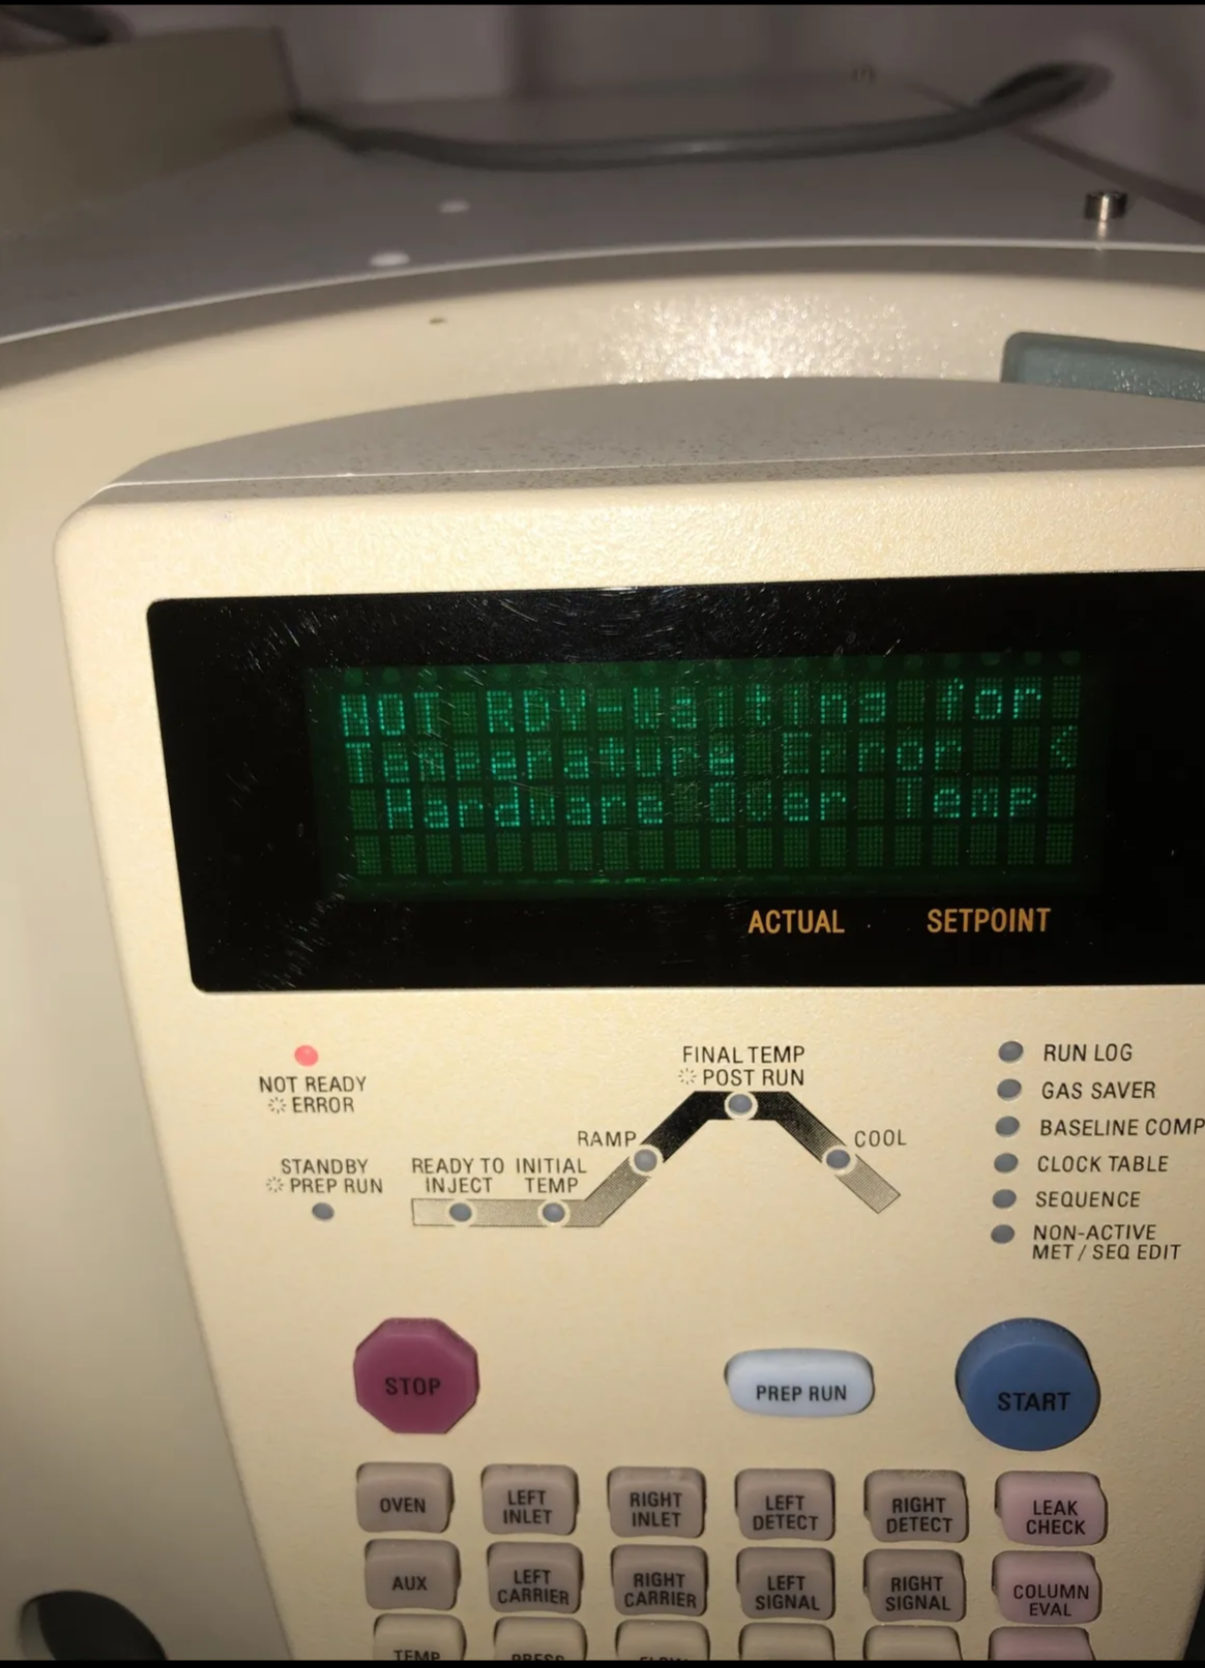 NOT RDY-Waiting for
Temperature Error <
Hardware Over Temp
ACTUAL SETPOINT
NOT READY
ERROR
STANDBY
PREP RUN
READY TO
INJECT
INITIAL
TEMP
RAMP
FINAL TEMP
POST RUN
COOL
RUN LOG
GAS SAVER
BASELINE COMP
CLOCK TABLE
SEQUENCE
NON-ACTIVE
MET / SEQ EDIT
STOP
PREP RUN
START
OVEN
LEFT
INLET
RIGHT
INLET
LEFT
DETECT
RIGHT
DETECT
LEAK
CHECK
AUX
LEFT
CARRIER
RIGHT
CARRIER
LEFT
SIGNAL
RIGHT
SIGNAL
COLUMN
EVAL
TEMP
PRESS
FLOW